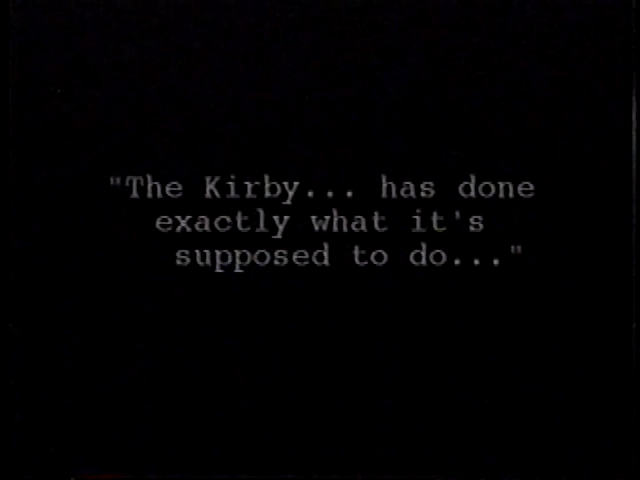 "The Kirby... has done
exactly what it's
supposed to do..."